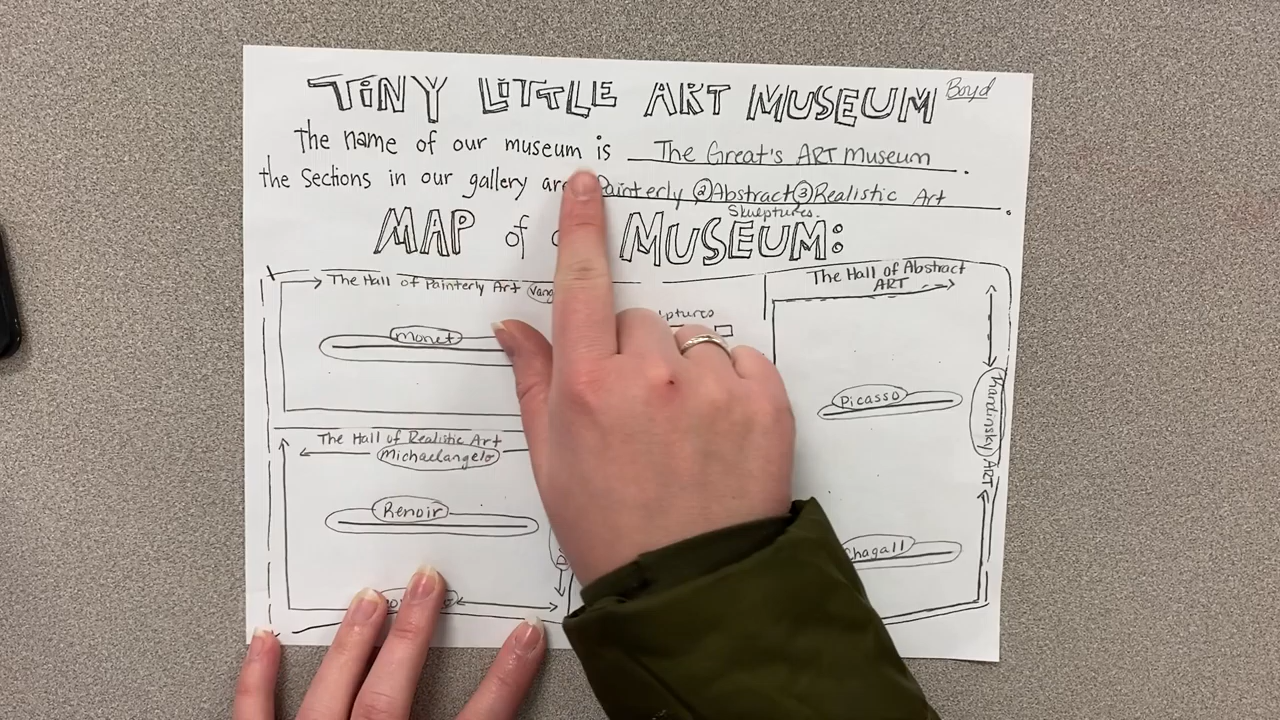 TiNY LiTTLE ART MUSEUM
Boyd
the name of our museum is The Great's ART Museum.
the Sections in our gallery are Painterly ②Abstract③Realistic Art.
Skulptures.
MAP of MUSEUM:
The Hall of Painterly Art
The Hall of Abstract
ART
Monet
Picasso
Kandinsky ART
The Hall of Realistic Art
Michaelangelo
Renoir
Chagall